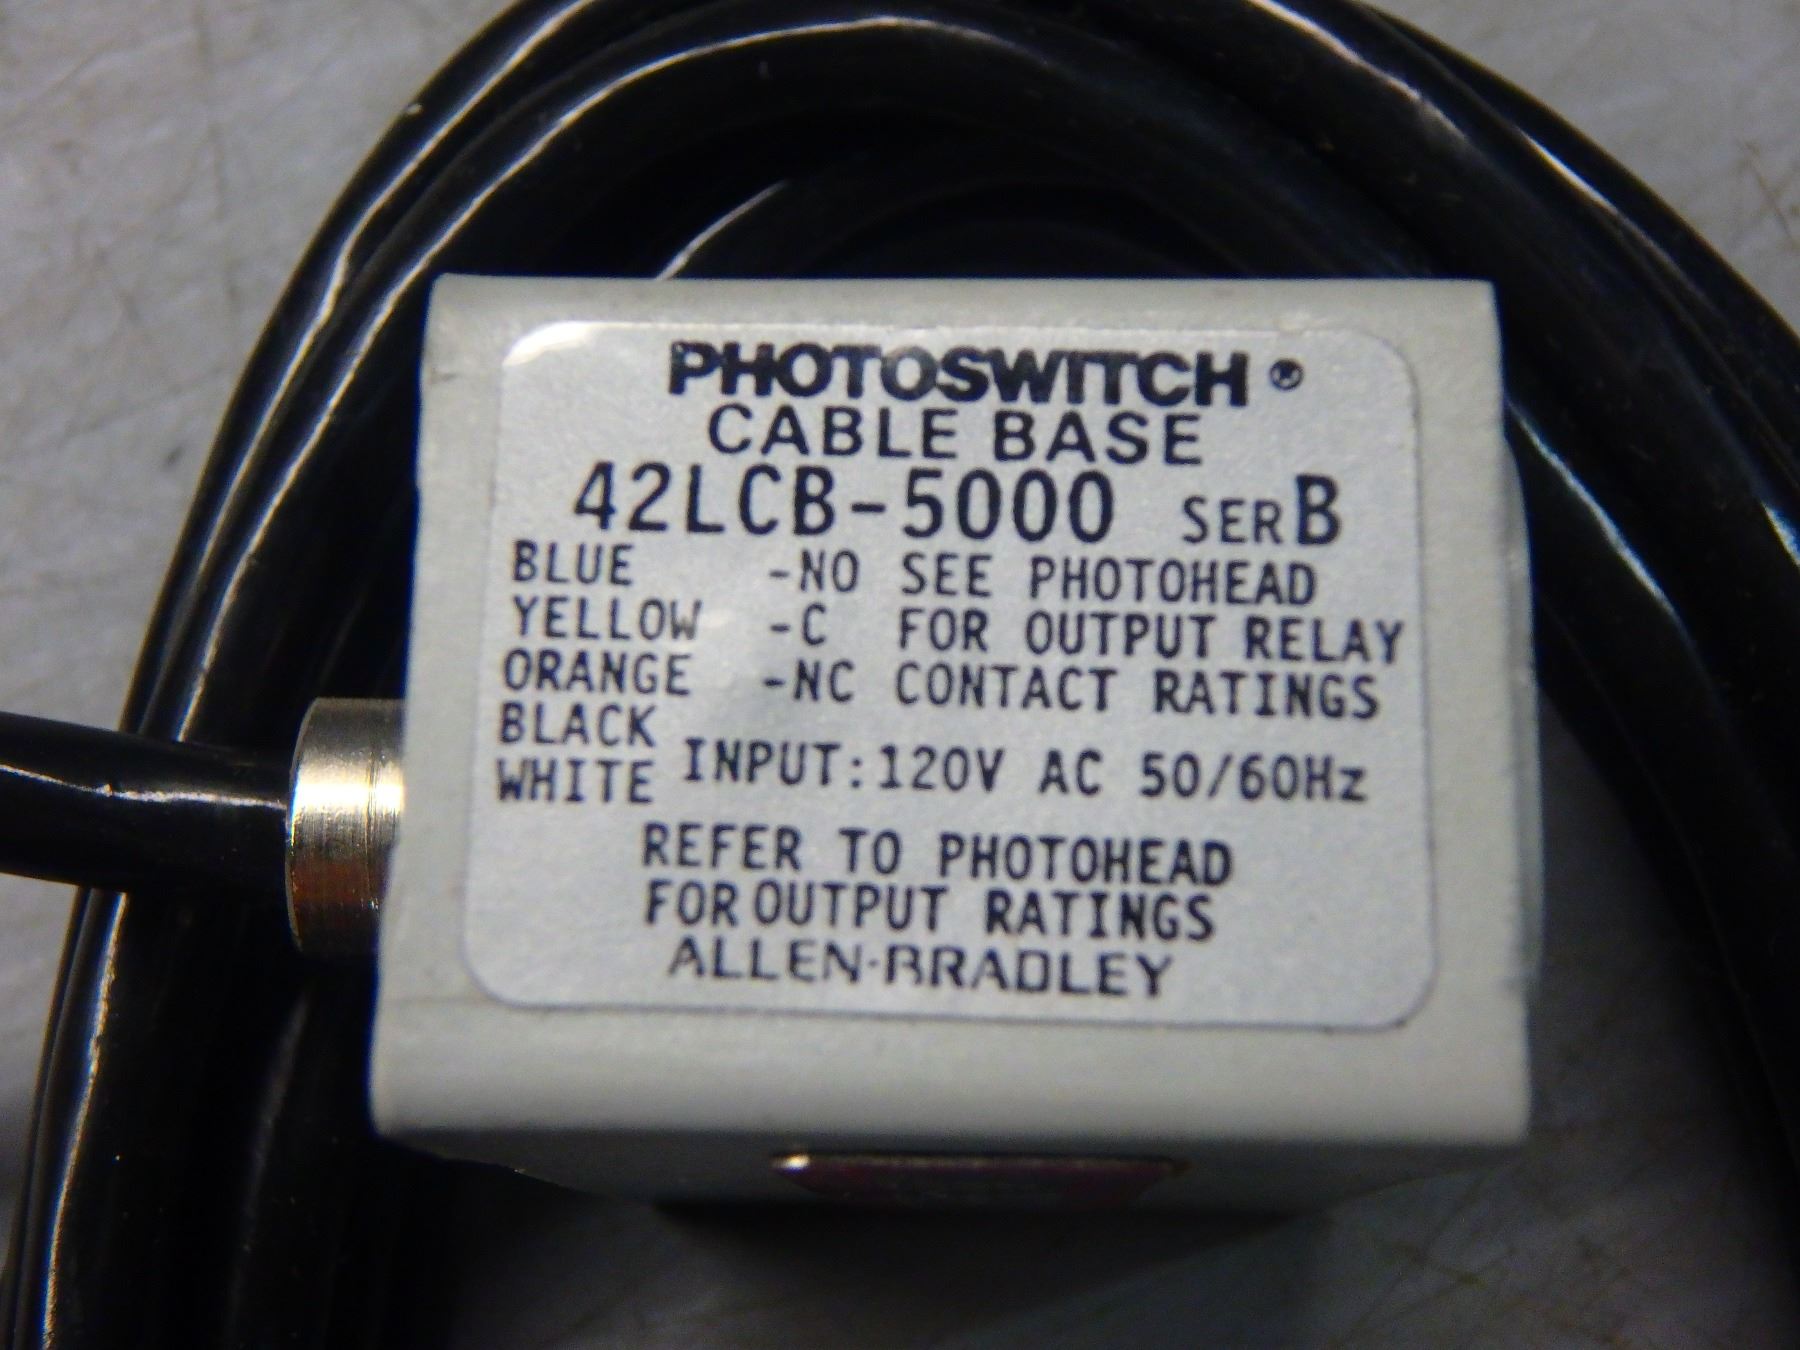 PHOTOSWITCH®
CABLE BASE
42LCB-5000 SER B
BLUE -NO SEE PHOTOHEAD
YELLOW -C FOR OUTPUT RELAY
ORANGE -NC CONTACT RATINGS
BLACK
WHITE INPUT: 120V AC 50/60Hz
REFER TO PHOTOHEAD
FOR OUTPUT RATINGS
ALLEN-BRADLEY